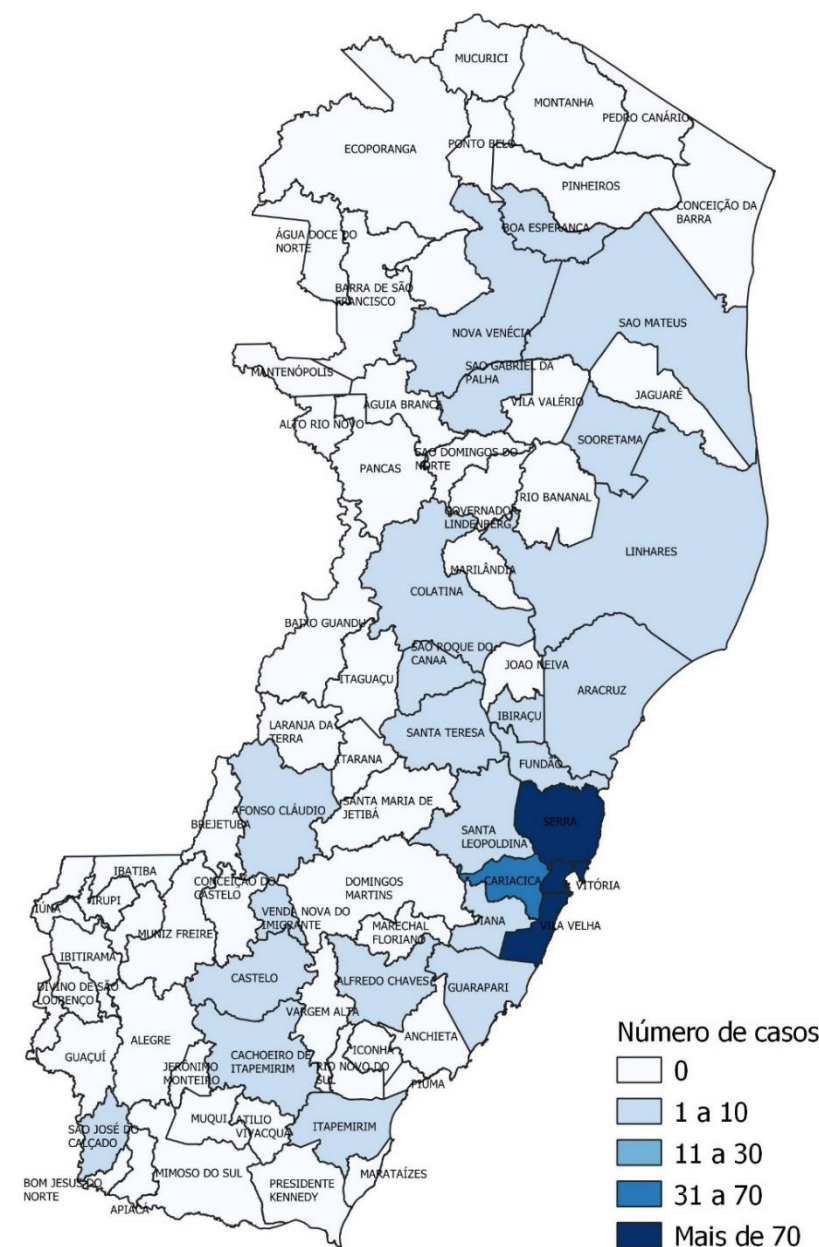 MUCURICI
MONTANHA
PEDRO CANÁRIO
ECOPORANGA
PONTO BELO
PINHEIROS
CONCEIÇÃO DA
BARRA
BOA ESPERANÇA
ÁGUA DOCE DO
NORTE
BARRA DE SÃO
FRANCISCO
NOVA VENÉCIA
SAO MATEUS
SAO GABRIEL DA
PALHA
MANTENÓPOLIS
JAGUARÉ
ÁGUIA BRANCA
VILA VALÉRIO
ALTO RIO NOVO
SOORETAMA
SAO DOMINGOS DO
NORTE
PANCAS
RIO BANANAL
GOVERNADOR
LINDENBERG
LINHARES
MARILÂNDIA
COLATINA
BAIXO GUANDU
SAO ROQUE DO
CANAA
JOAO NEIVA
ITAGUAÇU
ARACRUZ
IBIRAÇU
LARANJA DA
TERRA
SANTA TERESA
ITARANA
FUNDÃO
SANTA MARIA DE
JETIBÁ
AFONSO CLÁUDIO
BREJETUBA
SERRA
SANTA
LEOPOLDINA
IBATIBA
CONCEIÇÃO DO
CASTELO
DOMINGOS
MARTINS
CARIACICA
VITÓRIA
IRUPI
IÚNA
VENDA NOVA DO
IMIGRANTE
MARECHAL
FLORIANO
VIANA
VILA VELHA
MUNIZ FREIRE
IBITIRAMA
CASTELO
ALFREDO CHAVES
GUARAPARI
DIVINO DE SÃO
LOURENÇO
VARGEM ALTA
ANCHIETA
ALEGRE
GUAÇUÍ
CACHOEIRO DE
ITAPEMIRIM
ICONHA
JERÔNIMO
MONTEIRO
RIO NOVO DO
SUL
PIÚMA
MUQUI
ATILIO
VIVACQUA
ITAPEMIRIM
SÃO JOSÉ DO
CALÇADO
MIMOSO DO SUL
MARATAÍZES
BOM JESUS DO
NORTE
PRESIDENTE
KENNEDY
APIACÁ
Número de casos
0
1 a 10
11 a 30
31 a 70
Mais de 70